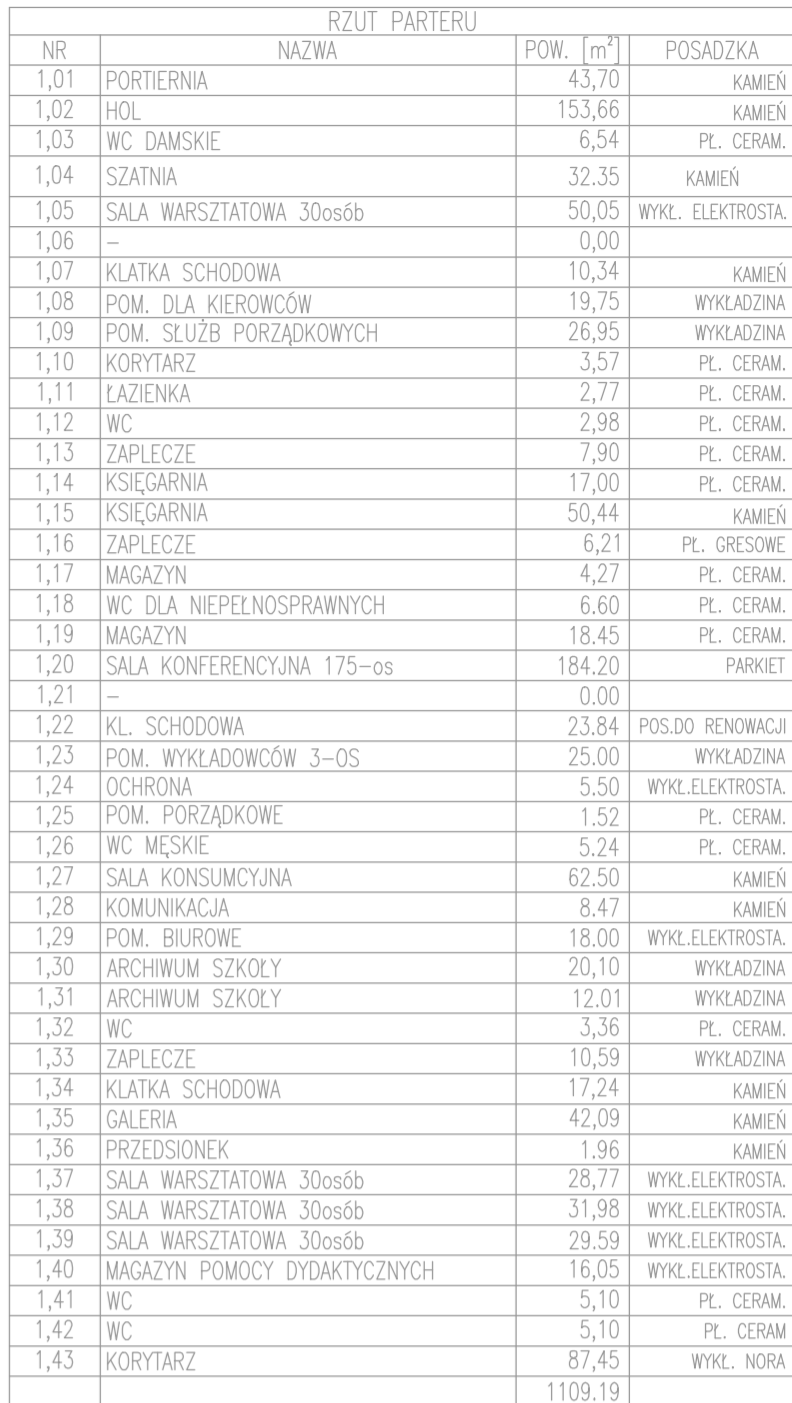 RZUT PARTERU
NR NAZWA POW. [m²] POSADZKA
1,01 PORTIERNIA 43,70 KAMIEŃ
1,02 HOL 153,66 KAMIEŃ
1,03 WC DAMSKIE 6,54 PŁ. CERAM.
1,04 SZATNIA 32.35 KAMIEŃ
1,05 SALA WARSZTATOWA 30osób 50,05 WYKŁ. ELEKTROSTA.
1,06 – 0,00
1,07 KLATKA SCHODOWA 10,34 KAMIEŃ
1,08 POM. DLA KIEROWCÓW 19,75 WYKŁADZINA
1,09 POM. SŁUŻB PORZĄDKOWYCH 26,95 WYKŁADZINA
1,10 KORYTARZ 3,57 PŁ. CERAM.
1,11 ŁAZIENKA 2,77 PŁ. CERAM.
1,12 WC 2,98 PŁ. CERAM.
1,13 ZAPLECZE 7,90 PŁ. CERAM.
1,14 KSIĘGARNIA 17,00 PŁ. CERAM.
1,15 KSIĘGARNIA 50,44 KAMIEŃ
1,16 ZAPLECZE 6,21 PŁ. GRESOWE
1,17 MAGAZYN 4,27 PŁ. CERAM.
1,18 WC DLA NIEPEŁNOSPRAWNYCH 6.60 PŁ. CERAM.
1,19 MAGAZYN 18.45 PŁ. CERAM.
1,20 SALA KONFERENCYJNA 175–os 184.20 PARKIET
1,21 – 0.00
1,22 KL. SCHODOWA 23.84 POS.DO RENOWACJI
1,23 POM. WYKŁADOWCÓW 3–OS 25.00 WYKŁADZINA
1,24 OCHRONA 5.50 WYKŁ.ELEKTROSTA.
1,25 POM. PORZĄDKOWE 1.52 PŁ. CERAM.
1,26 WC MĘSKIE 5.24 PŁ. CERAM.
1,27 SALA KONSUMCYJNA 62.50 KAMIEŃ
1,28 KOMUNIKACJA 8.47 KAMIEŃ
1,29 POM. BIUROWE 18.00 WYKŁ.ELEKTROSTA.
1,30 ARCHIWUM SZKOŁY 20,10 WYKŁADZINA
1,31 ARCHIWUM SZKOŁY 12.01 WYKŁADZINA
1,32 WC 3,36 PŁ. CERAM.
1,33 ZAPLECZE 10,59 WYKŁADZINA
1,34 KLATKA SCHODOWA 17,24 KAMIEŃ
1,35 GALERIA 42,09 KAMIEŃ
1,36 PRZEDSIONEK 1.96 KAMIEŃ
1,37 SALA WARSZTATOWA 30osób 28,77 WYKŁ.ELEKTROSTA.
1,38 SALA WARSZTATOWA 30osób 31,98 WYKŁ.ELEKTROSTA.
1,39 SALA WARSZTATOWA 30osób 29.59 WYKŁ.ELEKTROSTA.
1,40 MAGAZYN POMOCY DYDAKTYCZNYCH 16,05 WYKŁ.ELEKTROSTA.
1,41 WC 5,10 PŁ. CERAM.
1,42 WC 5,10 PŁ. CERAM
1,43 KORYTARZ 87,45 WYKŁ. NORA
1109.19